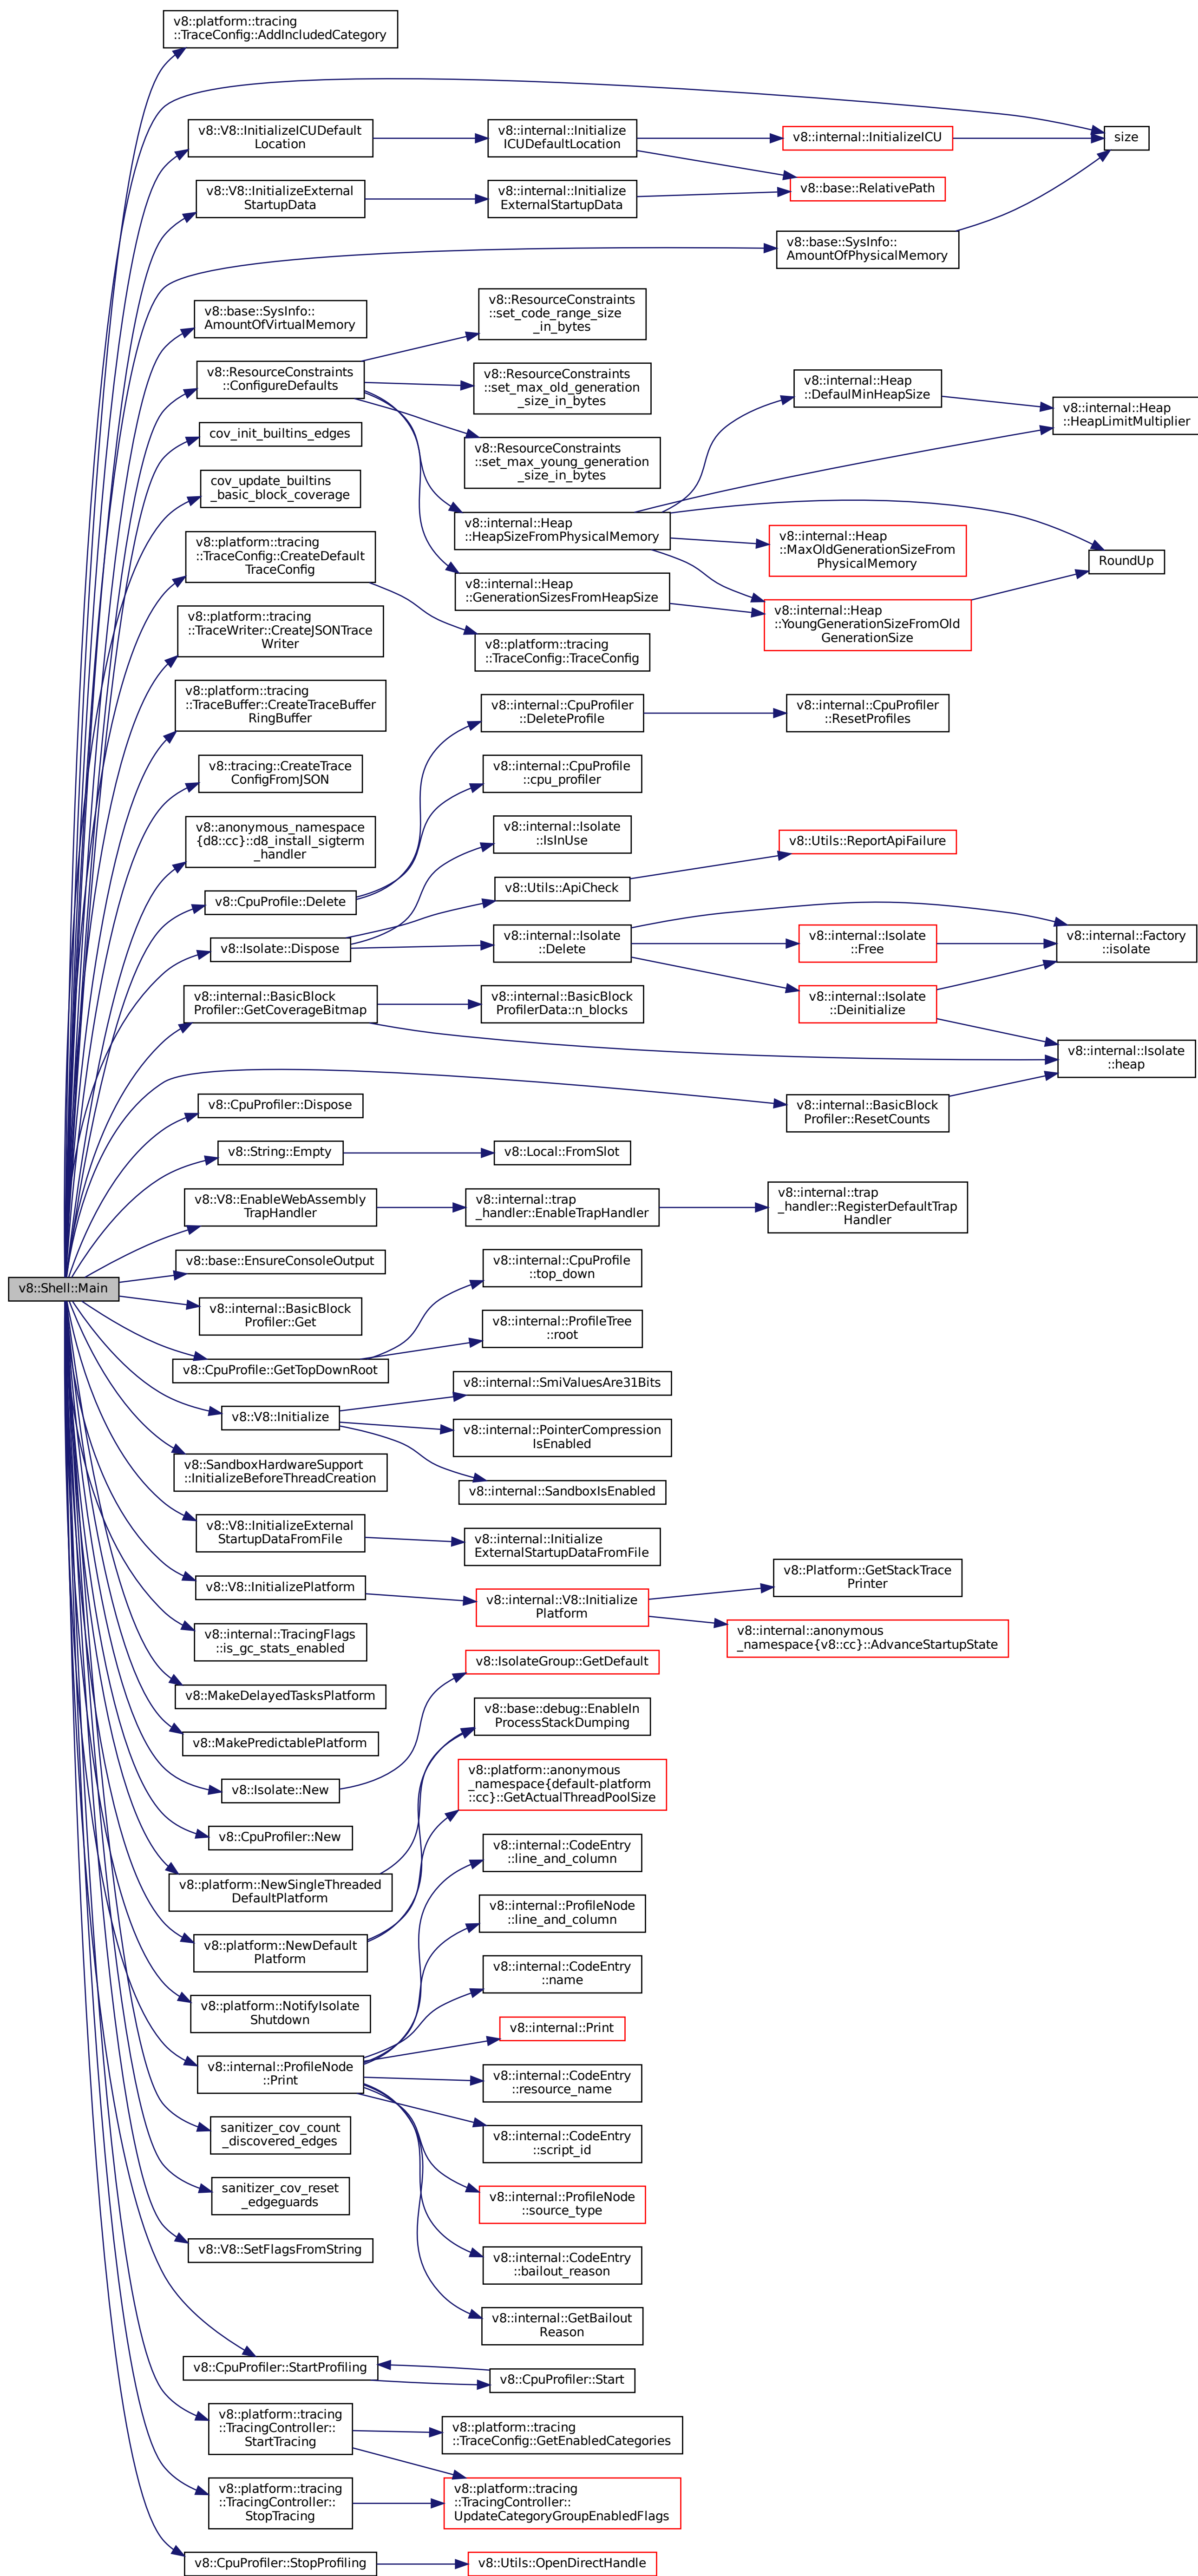 v8::platform::tracing
::TraceConfig::AddIncludedCategory
v8::V8::InitializeICUDefault
Location
v8::internal::Initialize
ICUDefaultLocation
v8::internal::InitializeICU
size
v8::base::RelativePath
v8::V8::InitializeExternal
StartupData
v8::internal::Initialize
ExternalStartupData
v8::base::SysInfo::
AmountOfPhysicalMemory
v8::base::SysInfo::
AmountOfVirtualMemory
v8::ResourceConstraints
::set_code_range_size
_in_bytes
v8::ResourceConstraints
::ConfigureDefaults
v8::ResourceConstraints
::set_max_old_generation
_size_in_bytes
v8::internal::Heap
::DefaulMinHeapSize
v8::internal::Heap
::HeapLimitMultiplier
cov_init_builtins_edges
v8::ResourceConstraints
::set_max_young_generation
_size_in_bytes
cov_update_builtins
_basic_block_coverage
v8::internal::Heap
::HeapSizeFromPhysicalMemory
v8::internal::Heap
::MaxOldGenerationSizeFrom
PhysicalMemory
RoundUp
v8::platform::tracing
::TraceConfig::CreateDefault
TraceConfig
v8::internal::Heap
::GenerationSizesFromHeapSize
v8::internal::Heap
::YoungGenerationSizeFromOld
GenerationSize
v8::platform::tracing
::TraceWriter::CreateJSONTrace
Writer
v8::platform::tracing
::TraceConfig::TraceConfig
v8::platform::tracing
::TraceBuffer::CreateTraceBuffer
RingBuffer
v8::internal::CpuProfiler
::DeleteProfile
v8::internal::CpuProfiler
::ResetProfiles
v8::tracing::CreateTrace
ConfigFromJSON
v8::internal::CpuProfile
::cpu_profiler
v8::anonymous_namespace
{d8::cc}::d8_install_sigterm
_handler
v8::internal::Isolate
::IsInUse
v8::Utils::ReportApiFailure
v8::CpuProfile::Delete
v8::Utils::ApiCheck
v8::Isolate::Dispose
v8::internal::Isolate
::Delete
v8::internal::Isolate
::Free
v8::internal::Factory
::isolate
v8::internal::BasicBlock
Profiler::GetCoverageBitmap
v8::internal::BasicBlock
ProfilerData::n_blocks
v8::internal::Isolate
::Deinitialize
v8::internal::Isolate
::heap
v8::CpuProfiler::Dispose
v8::internal::BasicBlock
Profiler::ResetCounts
v8::String::Empty
v8::Local::FromSlot
v8::V8::EnableWebAssembly
TrapHandler
v8::internal::trap
_handler::EnableTrapHandler
v8::internal::trap
_handler::RegisterDefaultTrap
Handler
v8::Shell::Main
v8::base::EnsureConsoleOutput
v8::internal::CpuProfile
::top_down
v8::internal::BasicBlock
Profiler::Get
v8::internal::ProfileTree
::root
v8::CpuProfile::GetTopDownRoot
v8::internal::SmiValuesAre31Bits
v8::V8::Initialize
v8::internal::PointerCompression
IsEnabled
v8::SandboxHardwareSupport
::InitializeBeforeThreadCreation
v8::internal::SandboxIsEnabled
v8::V8::InitializeExternal
StartupDataFromFile
v8::internal::Initialize
ExternalStartupDataFromFile
v8::V8::InitializePlatform
v8::internal::V8::Initialize
Platform
v8::Platform::GetStackTrace
Printer
v8::internal::anonymous
_namespace{v8::cc}::AdvanceStartupState
v8::internal::TracingFlags
::is_gc_stats_enabled
v8::IsolateGroup::GetDefault
v8::MakeDelayedTasksPlatform
v8::base::debug::EnableIn
ProcessStackDumping
v8::MakePredictablePlatform
v8::platform::anonymous
_namespace{default-platform
::cc}::GetActualThreadPoolSize
v8::Isolate::New
v8::CpuProfiler::New
v8::internal::CodeEntry
::line_and_column
v8::platform::NewSingleThreaded
DefaultPlatform
v8::internal::ProfileNode
::line_and_column
v8::platform::NewDefault
Platform
v8::internal::CodeEntry
::name
v8::platform::NotifyIsolate
Shutdown
v8::internal::Print
v8::internal::ProfileNode
::Print
v8::internal::CodeEntry
::resource_name
sanitizer_cov_count
_discovered_edges
v8::internal::CodeEntry
::script_id
sanitizer_cov_reset
_edgeguards
v8::internal::ProfileNode
::source_type
v8::V8::SetFlagsFromString
v8::internal::CodeEntry
::bailout_reason
v8::internal::GetBailout
Reason
v8::CpuProfiler::StartProfiling
v8::CpuProfiler::Start
v8::platform::tracing
::TracingController::
StartTracing
v8::platform::tracing
::TraceConfig::GetEnabledCategories
v8::platform::tracing
::TracingController::
StopTracing
v8::platform::tracing
::TracingController::
UpdateCategoryGroupEnabledFlags
v8::CpuProfiler::StopProfiling
v8::Utils::OpenDirectHandle